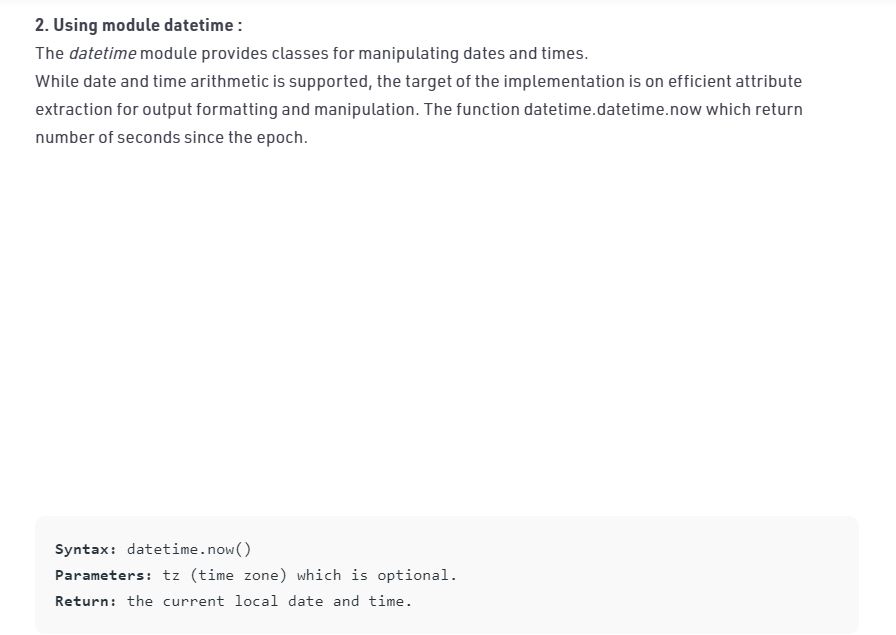 2. Using module datetime :
The datetime module provides classes for manipulating dates and times.
While date and time arithmetic is supported, the target of the implementation is on efficient attribute
extraction for output formatting and manipulation. The function datetime.datetime.now which return
number of seconds since the epoch.
Syntax: datetime.now()
Parameters: tz (time zone) which is optional.
Return: the current local date and time.